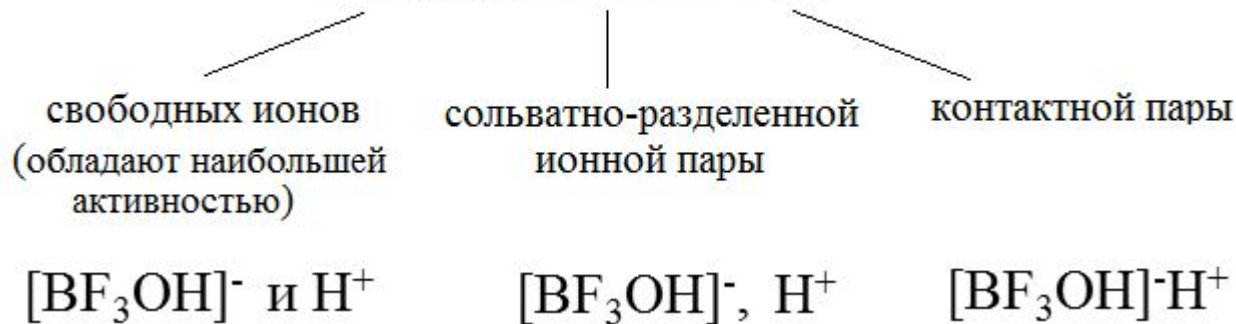 свободных ионов
(обладают наибольшей
активностью)
сольватно-разделенной
ионной пары
контактной пары
[BF₃OH]⁻ и H⁺
[BF₃OH]⁻, H⁺
[BF₃OH]⁻H⁺